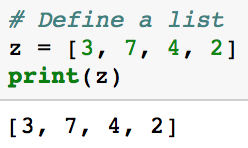 # Define a list
z = [3, 7, 4, 2]
print(z)
[3, 7, 4, 2]